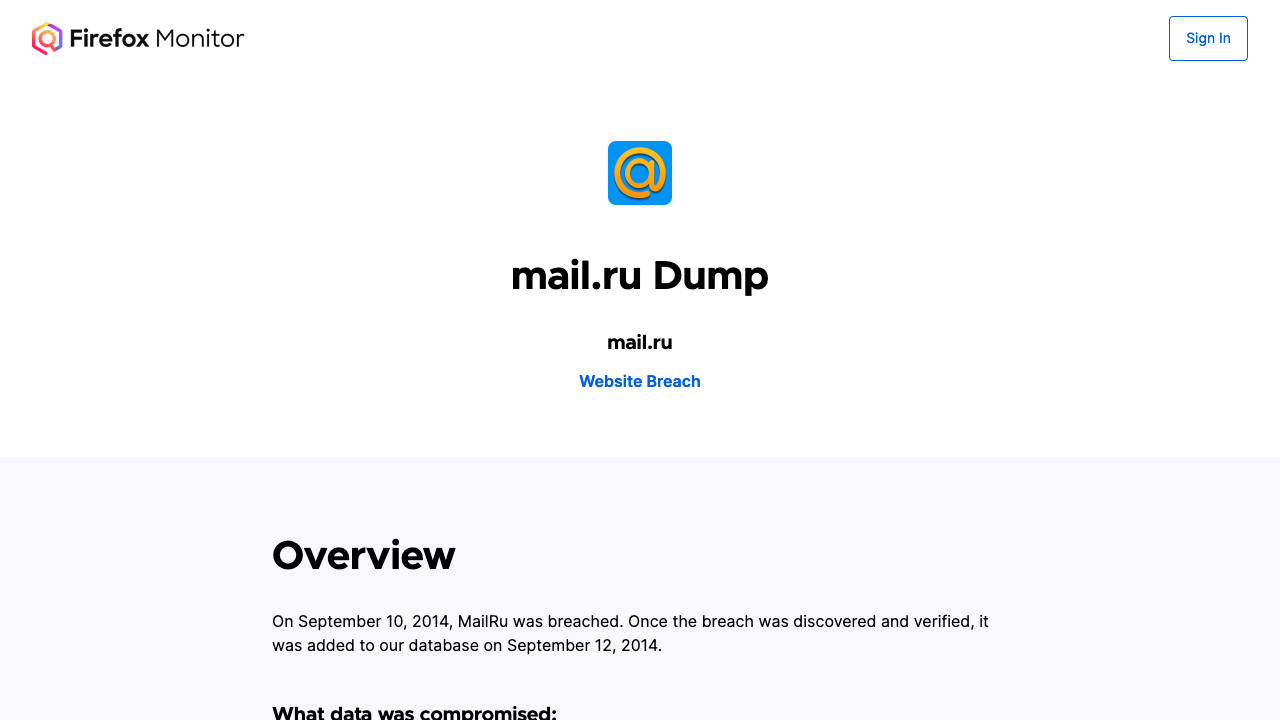 Firefox Monitor
Sign In
mail.ru Dump
mail.ru
Website Breach
Overview
On September 10, 2014, MailRu was breached. Once the breach was discovered and verified, it
was added to our database on September 12, 2014.
What data was compromised: